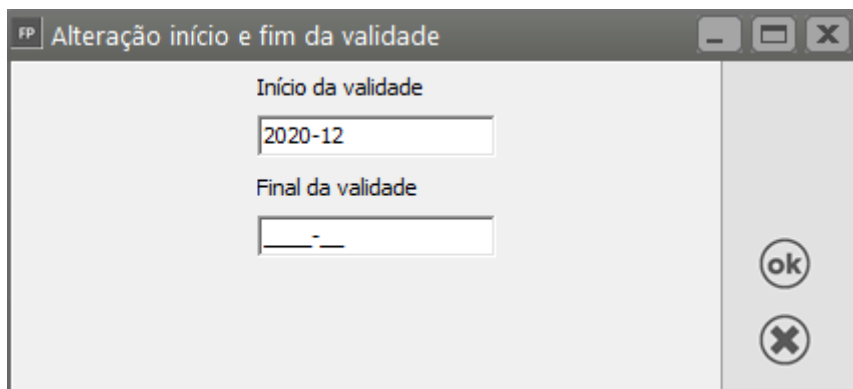 FP Alteração início e fim da validade
Início da validade
2020-12
Final da validade
____-__
ok